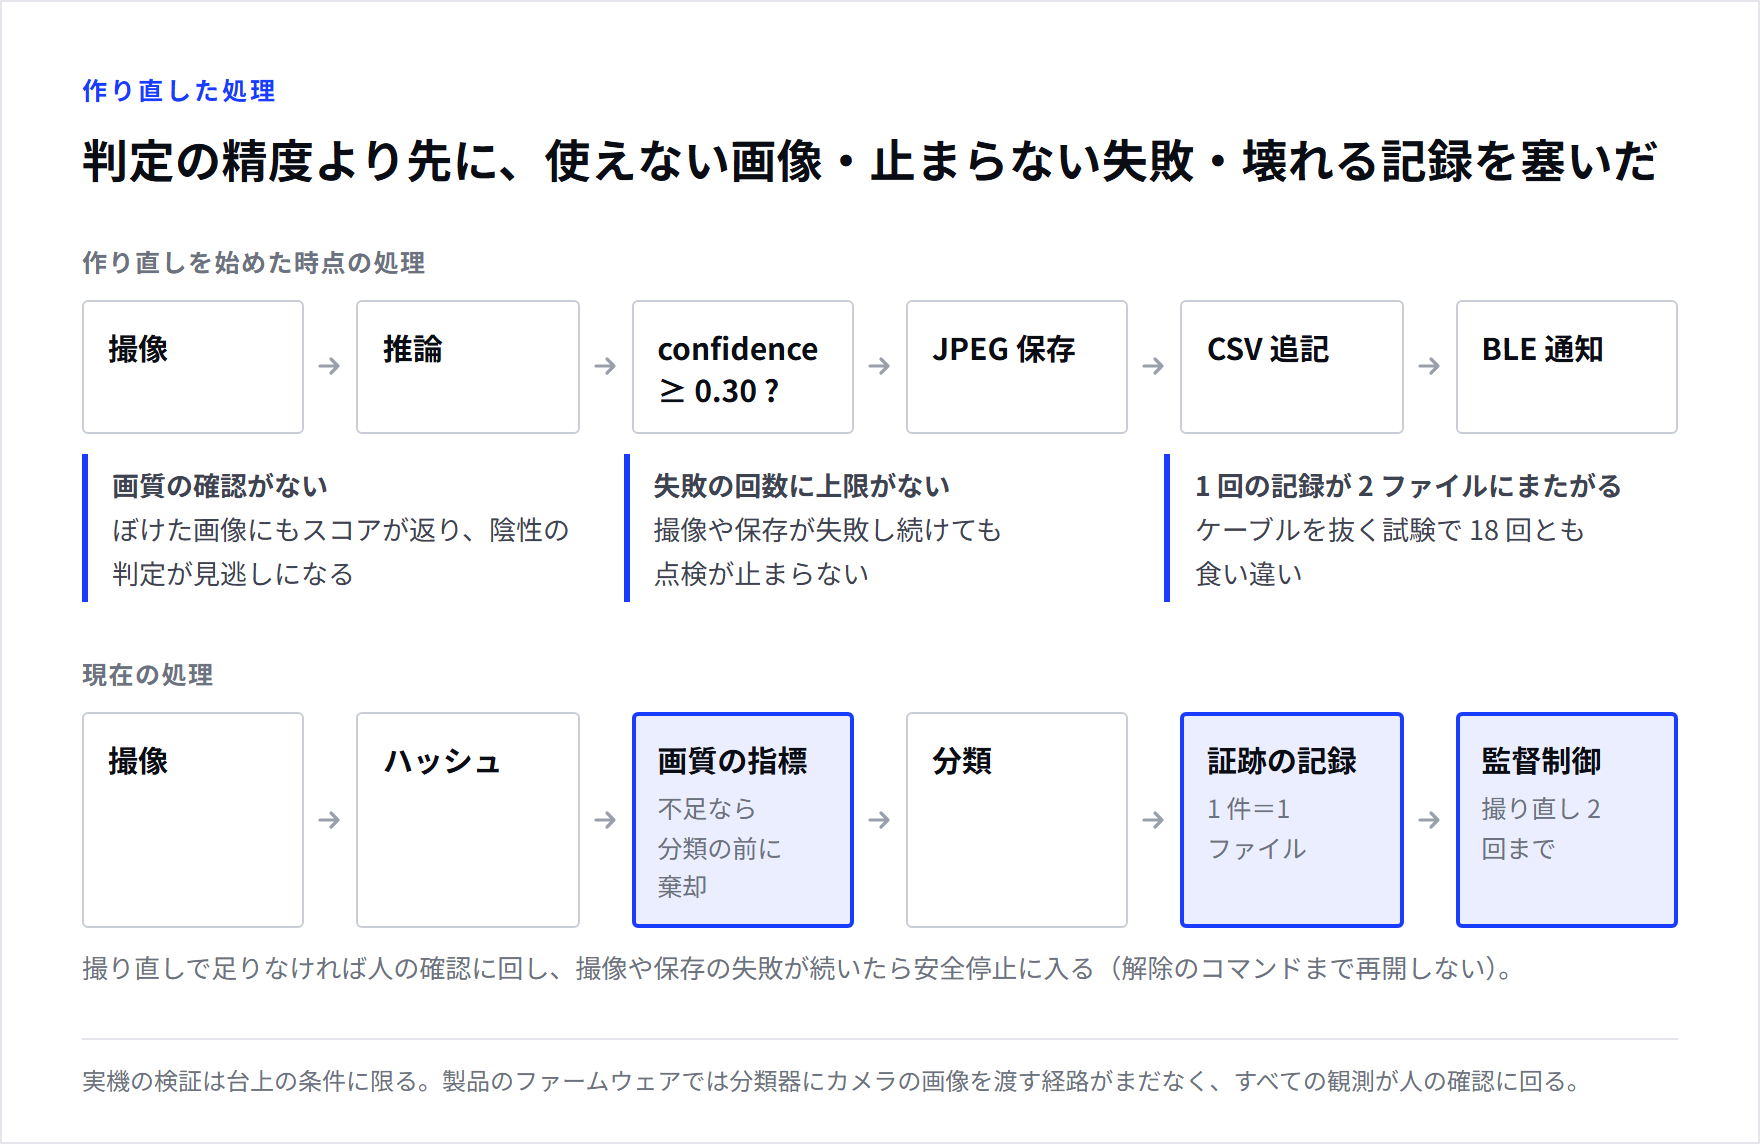 作り直した処理
判定の精度より先に、使えない画像・止まらない失敗・壊れる記録を塞いだ
作り直しを始めた時点の処理
撮像
→
推論
→
confidence
≥ 0.30 ?
→
JPEG 保存
→
CSV 追記
→
BLE 通知
画質の確認がない
ぼけた画像にもスコアが返り、陰性の
判定が見逃しになる
失敗の回数に上限がない
撮像や保存が失敗し続けても
点検が止まらない
1 回の記録が 2 ファイルにまたがる
ケーブルを抜く試験で 18 回とも
食い違い
現在の処理
撮像
→
ハッシュ
→
画質の指標
不足なら
分類の前に
棄却
→
分類
→
証跡の記録
1 件＝1
ファイル
→
監督制御
撮り直し 2
回まで
撮り直しで足りなければ人の確認に回し、撮像や保存の失敗が続いたら安全停止に入る（解除のコマンドまで再開しない）。
実機の検証は台上の条件に限る。製品のファームウェアでは分類器にカメラの画像を渡す経路がまだなく、すべての観測が人の確認に回る。